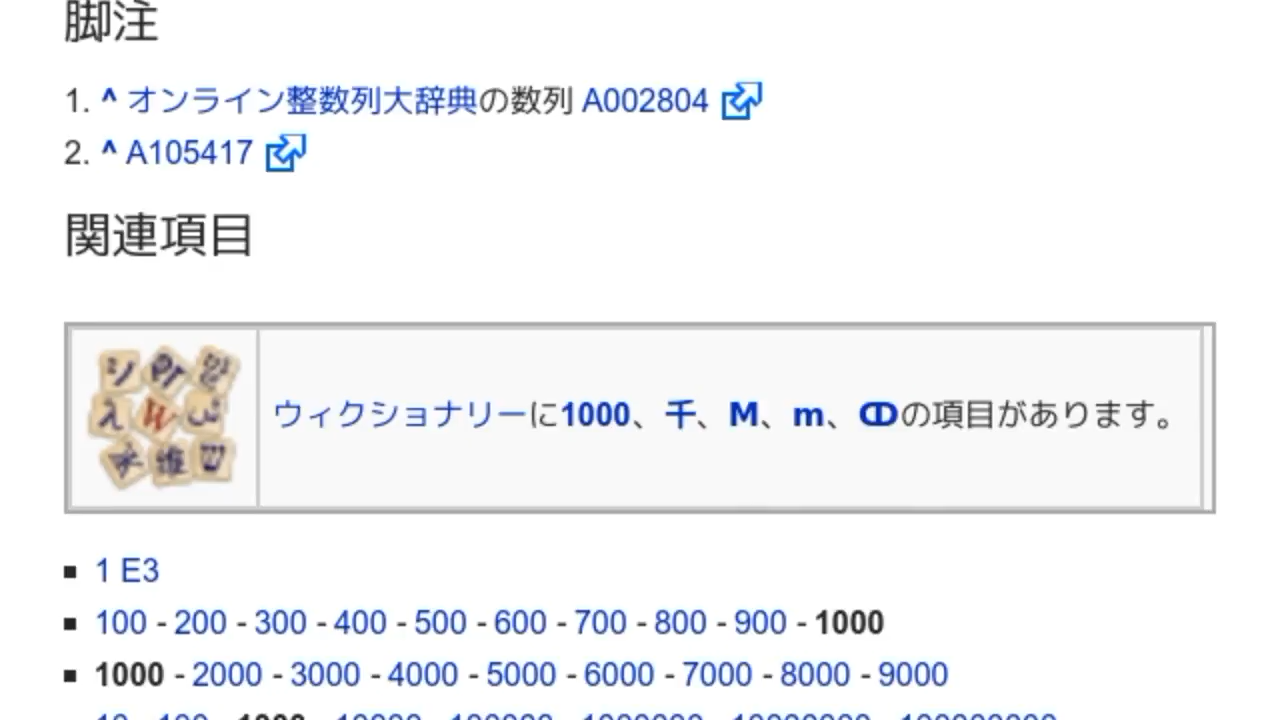 脚注
1. ^ オンライン整数列大辞典の数列 A002804
2. ^ A105417
関連項目
ウィクショナリーに1000、千、M、m、ↀの項目があります。
1 E3
100 - 200 - 300 - 400 - 500 - 600 - 700 - 800 - 900 - 1000
1000 - 2000 - 3000 - 4000 - 5000 - 6000 - 7000 - 8000 - 9000